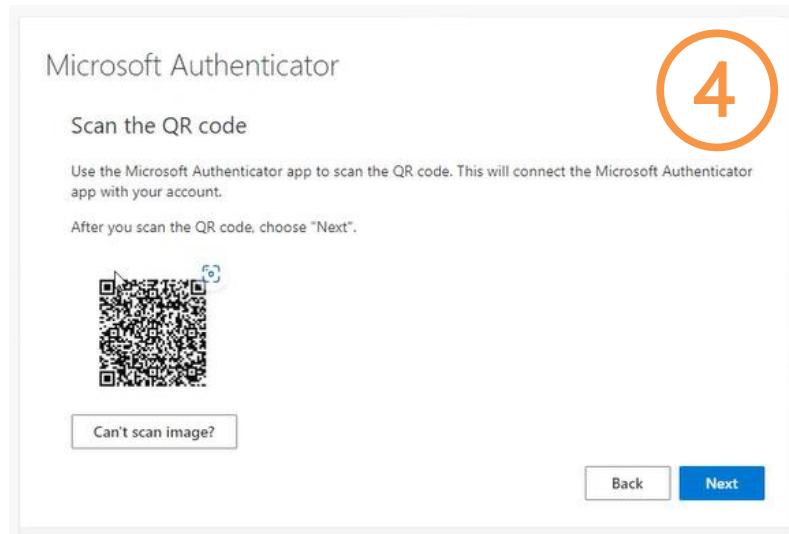 Microsoft Authenticator
4
Scan the QR code
Use the Microsoft Authenticator app to scan the QR code. This will connect the Microsoft Authenticator
app with your account.
After you scan the QR code, choose "Next".
Can't scan image?
Back
Next